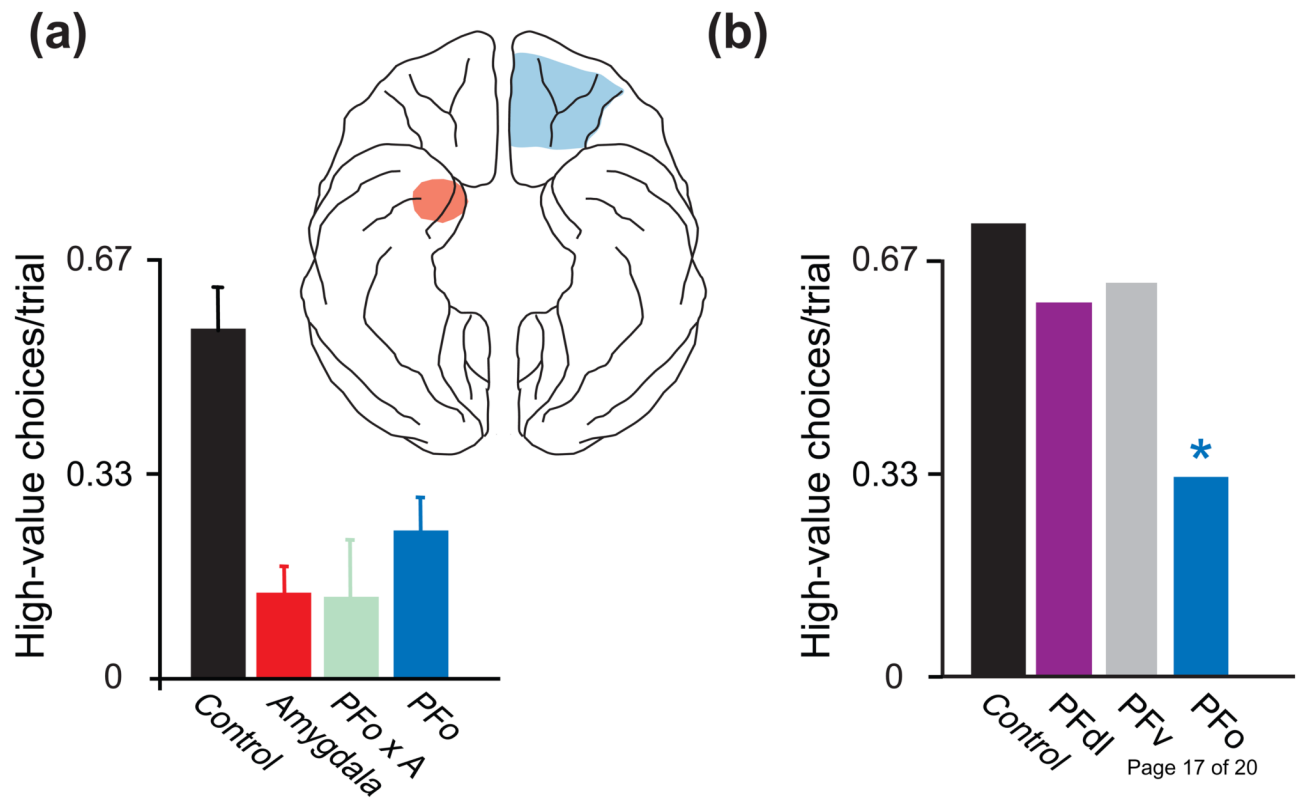 (a)
High-value choices/trial
0.67
0.33
0
Control
Amygdala
PFo x A
PFo
(b)
High-value choices/trial
0.67
0.33
0
*
Control
PFdl
PFv
PFo
Page 17 of 20